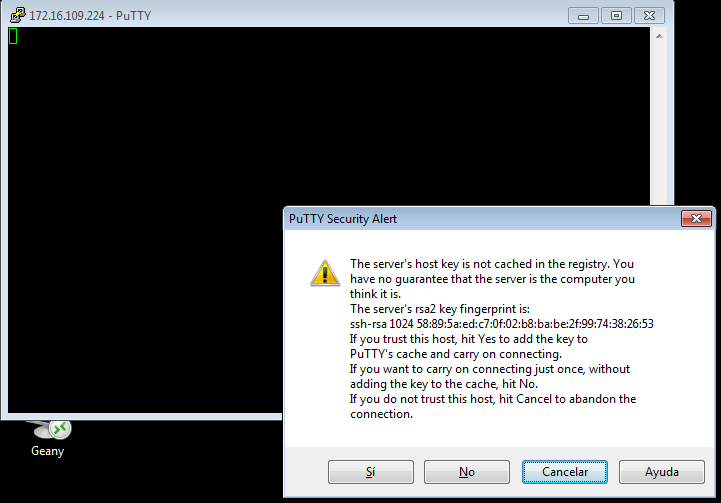 172.16.109.224 - PuTTY
PuTTY Security Alert
The server's host key is not cached in the registry. You
have no guarantee that the server is the computer you
think it is.
The server's rsa2 key fingerprint is:
ssh-rsa 1024 58:89:5a:ed:c7:0f:02:b8:ba:be:2f:99:74:38:26:53
If you trust this host, hit Yes to add the key to
PuTTY's cache and carry on connecting.
If you want to carry on connecting just once, without
adding the key to the cache, hit No.
If you do not trust this host, hit Cancel to abandon the
connection.
Geany
Sí No Cancelar Ayuda